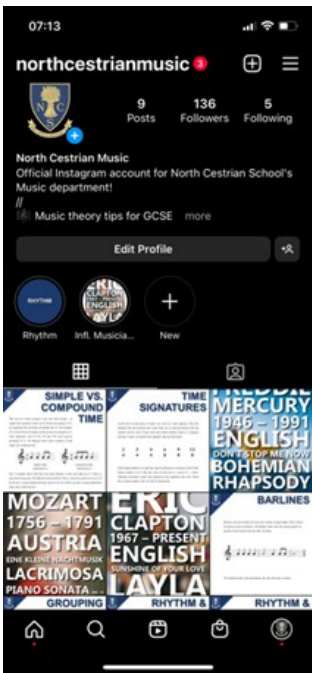 07:13
northcestrianmusic 3
9 136 5
Posts Followers Following
North Cestrian Music
Official Instagram account for North Cestrian School's
Music department!
//
Music theory tips for GCSE more
Edit Profile
Rhythm Infl. Musicia... New
RHYTHM
ERIC
CLAPTON
LAYLA
SIMPLE VS.
COMPOUND
TIME
TIME
SIGNATURES
MERCURY
1946 – 1991
ENGLISH
DON'T STOP ME NOW
BOHEMIAN
RHAPSODY
MOZART
1756 – 1791
AUSTRIA
EINE KLEINE NACHTMUSIK
LACRIMOSA
PIANO SONATA
ERIC
CLAPTON
1967 – PRESENT
ENGLISH
SUNSHINE OF YOUR LOVE
LAYLA
BARLINES
GROUPING
RHYTHM &
RHYTHM &